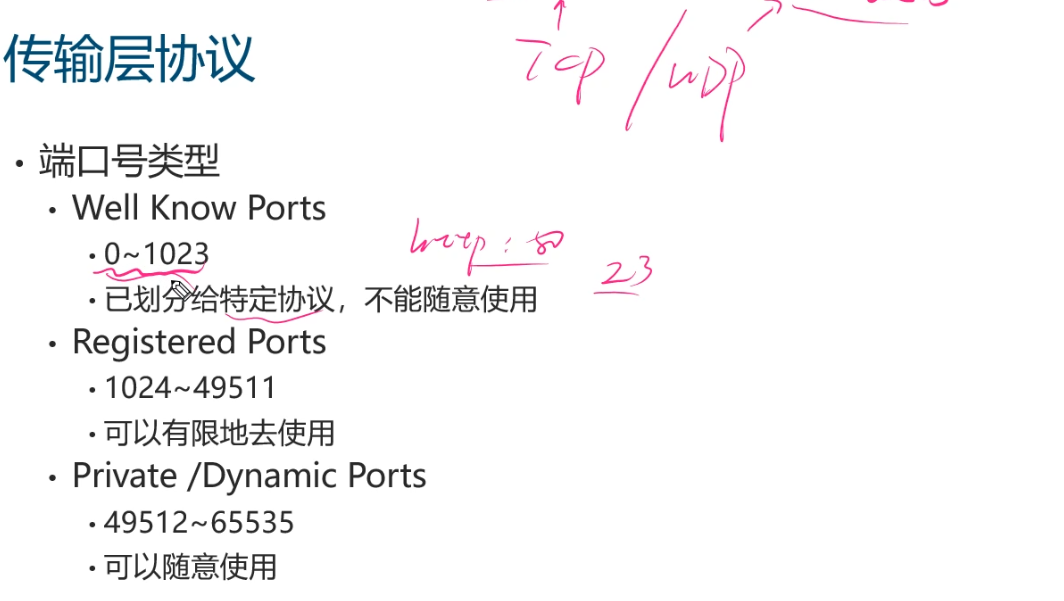 TCP / UDP
传输层协议
• 端口号类型
• Well Know Ports
• 0~1023
http : 80
23
• 已划分给特定协议，不能随意使用
• Registered Ports
• 1024~49511
• 可以有限地去使用
• Private /Dynamic Ports
• 49512~65535
• 可以随意使用